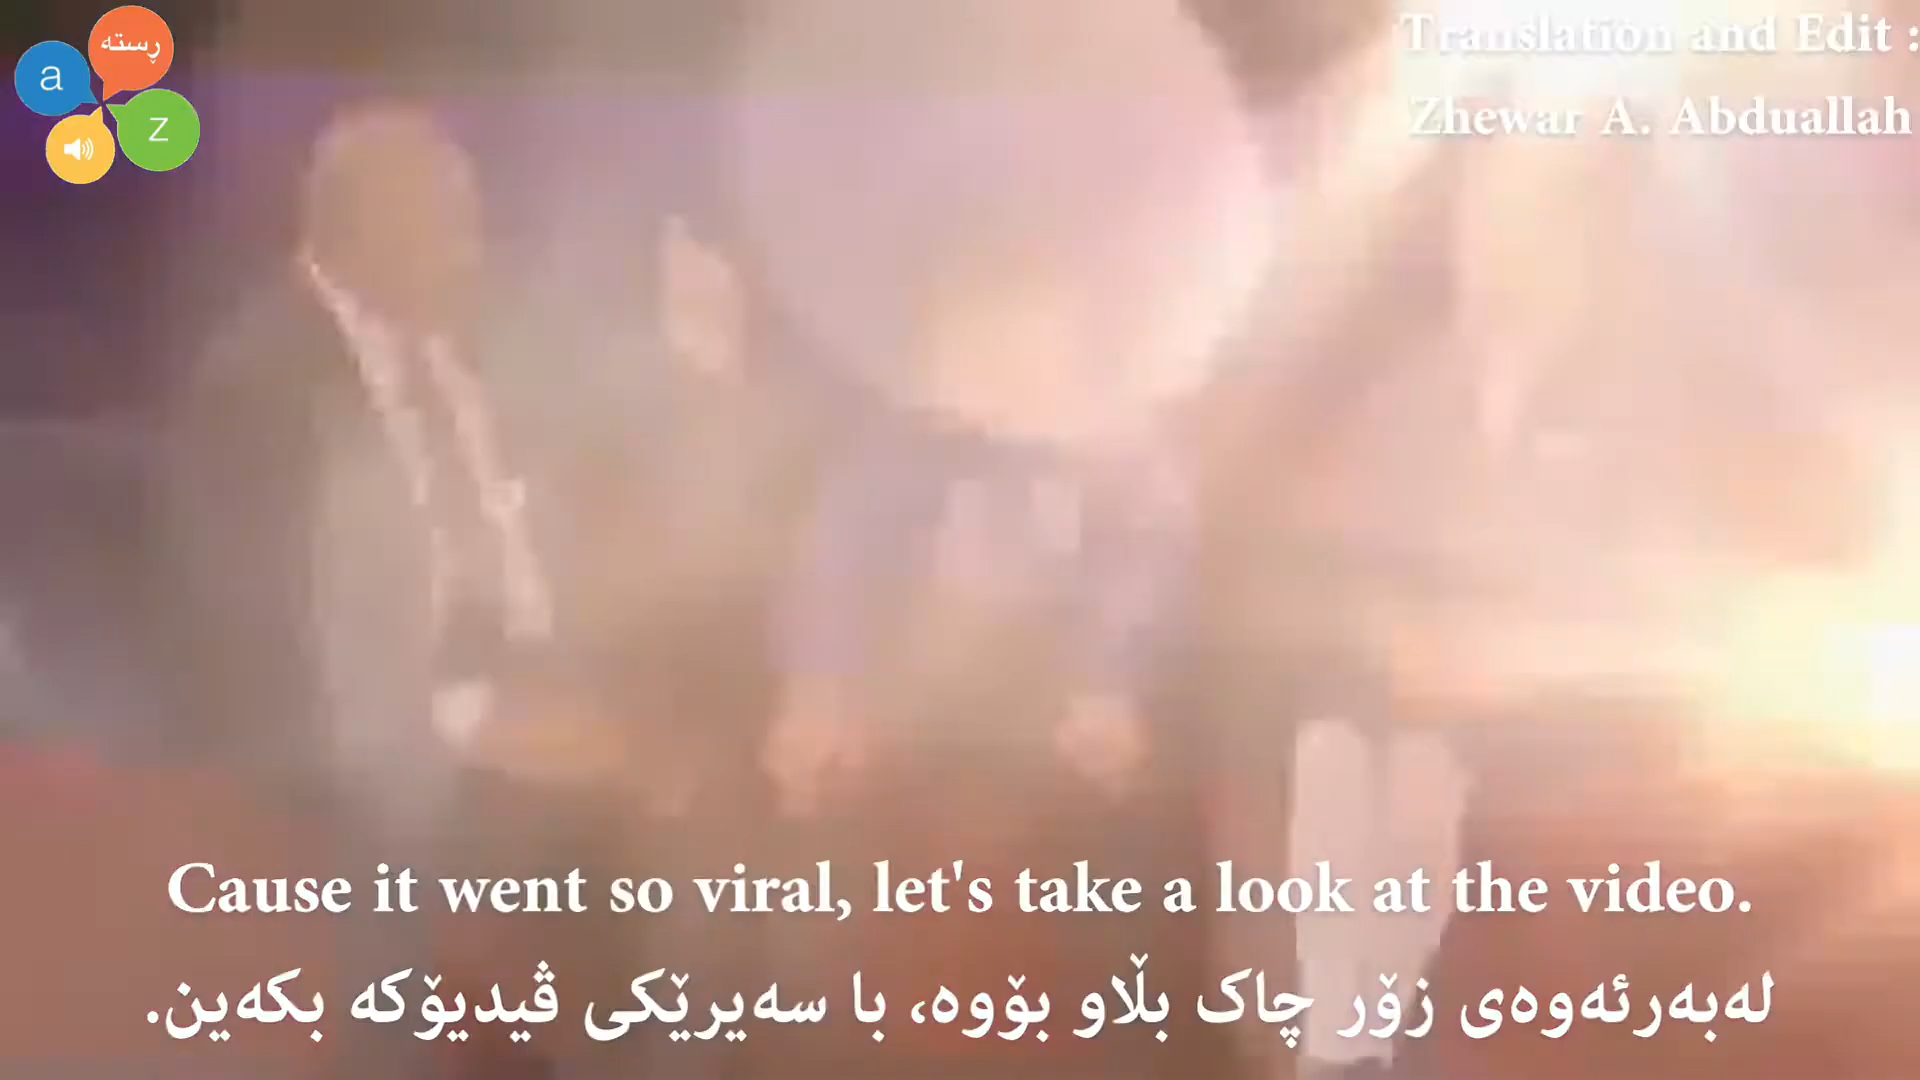 ڕستە
a
z
Translation and Edit :
Zhewar A. Abduallah
Cause it went so viral, let's take a look at the video.
لەبەرئەوەی زۆر چاک بڵاو بۆوە، با سەیرێکی ڤیدیۆکە بکەین.